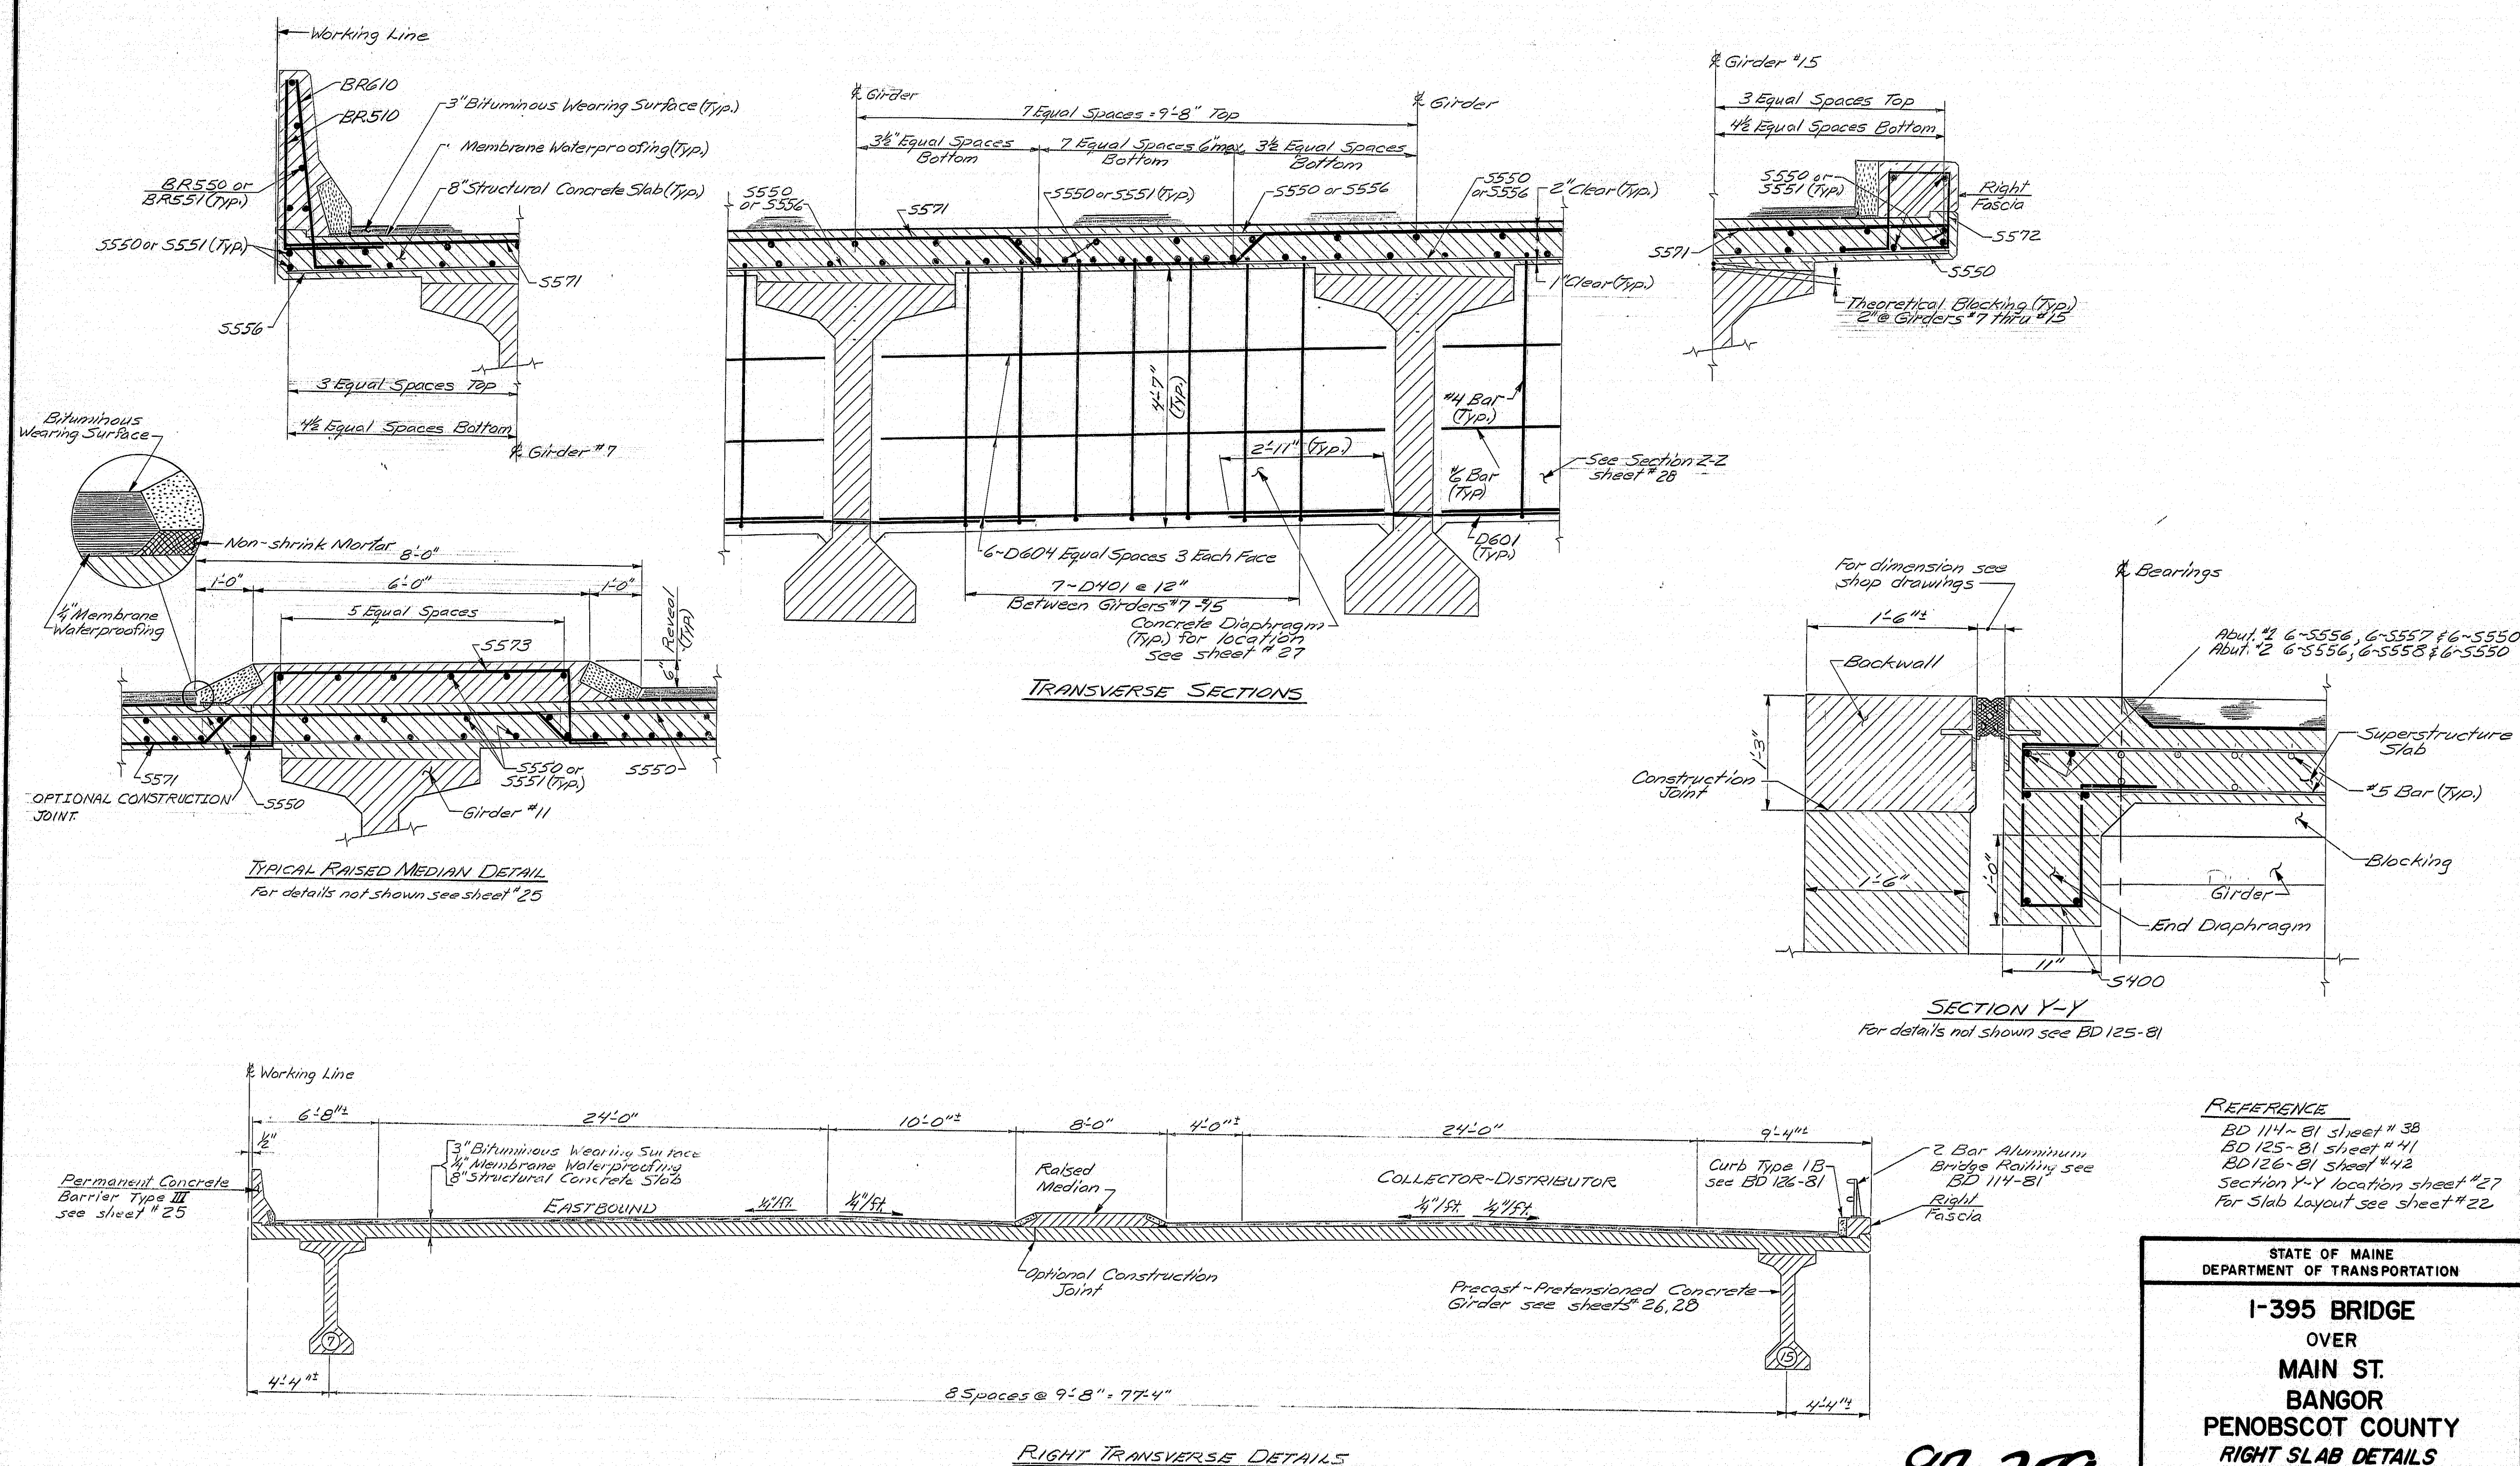 Working Line
BR610
BR510
3" Bituminous Wearing Surface (Typ.)
Membrane Waterproofing (Typ.)
8" Structural Concrete Slab (Typ.)
BR550 or
BR551 (Typ.)
S550 or S551 (Typ.)
S571
S556
3 Equal Spaces Top
4½ Equal Spaces Bottom
℄ Girder #7
℄ Girder
℄ Girder
7 Equal Spaces = 9'-8" Top
3½" Equal Spaces
Bottom
7 Equal Spaces 6"max.
Bottom
3½ Equal Spaces
Bottom
S550
or S556
S571
S550 or S551 (Typ.)
S550 or S556
S550
or S556
2" Clear (Typ.)
1" Clear (Typ.)
4'-7"
(Typ.)
#4 Bar
(Typ.)
2'-11" (Typ.)
#6 Bar
(Typ)
See Section Z-Z
sheet #28
6~D604 Equal Spaces 3 Each Face
D601
(Typ.)
7~D401 @ 12"
Between Girders #7-#15
Concrete Diaphragm
(Typ.) for location
see sheet #27
TRANSVERSE SECTIONS
℄ Girder #15
3 Equal Spaces Top
4½ Equal Spaces Bottom
S550 or
S551 (Typ)
Right
Fascia
S571
S572
S550
Theoretical Blocking (Typ.)
2" @ Girders #7 thru #15
Bituminous
Wearing Surface
Non-shrink Mortar
8'-0"
1'-0"
6'-0"
1'-0"
5 Equal Spaces
¼" Membrane
Waterproofing
S573
6" Reveal
(Typ)
S571
OPTIONAL CONSTRUCTION
JOINT.
S550
S550 or
S551 (Typ.)
S550
Girder #11
TYPICAL RAISED MEDIAN DETAIL
For details not shown see sheet #25
For dimension see
shop drawings
℄ Bearings
1'-6"±
Abut. #1 6~S556, 6~S557 & 6~S550
Abut. #2 6~S556, 6~S558 & 6~S550
Backwall
1'-3"
Superstructure
Slab
Construction
Joint
#5 Bar (Typ.)
Blocking
1'-6"
1'-0"
Girder
End Diaphragm
11"
S400
SECTION Y-Y
For details not shown see BD 125-81
℄ Working Line
6'-8"±
24'-0"
10'-0"±
8'-0"
4'-0"±
24'-0"
9'-4"±
½"
3" Bituminous Wearing Surface
¼" Membrane Waterproofing
8" Structural Concrete Slab
Permanent Concrete
Barrier Type III
see sheet #25
EASTBOUND
¼"/ft.
¼"/ft.
Raised
Median
COLLECTOR-DISTRIBUTOR
¼"/ft.
¼"/ft.
Curb Type 1B
see BD 126-81
2 Bar Aluminum
Bridge Railing see
BD 114-81
Right
Fascia
Optional Construction
Joint
Precast~Pretensioned Concrete
Girder see sheets #26,28
7
15
4'-4"±
8 Spaces @ 9'-8" = 77'-4"
4'-4"±
RIGHT TRANSVERSE DETAILS
REFERENCE
BD 114~81 sheet #38
BD 125-81 sheet #41
BD 126-81 sheet #42
Section Y-Y location sheet #27
For Slab Layout see sheet #22
STATE OF MAINE
DEPARTMENT OF TRANSPORTATION
I-395 BRIDGE
OVER
MAIN ST.
BANGOR
PENOBSCOT COUNTY
RIGHT SLAB DETAILS